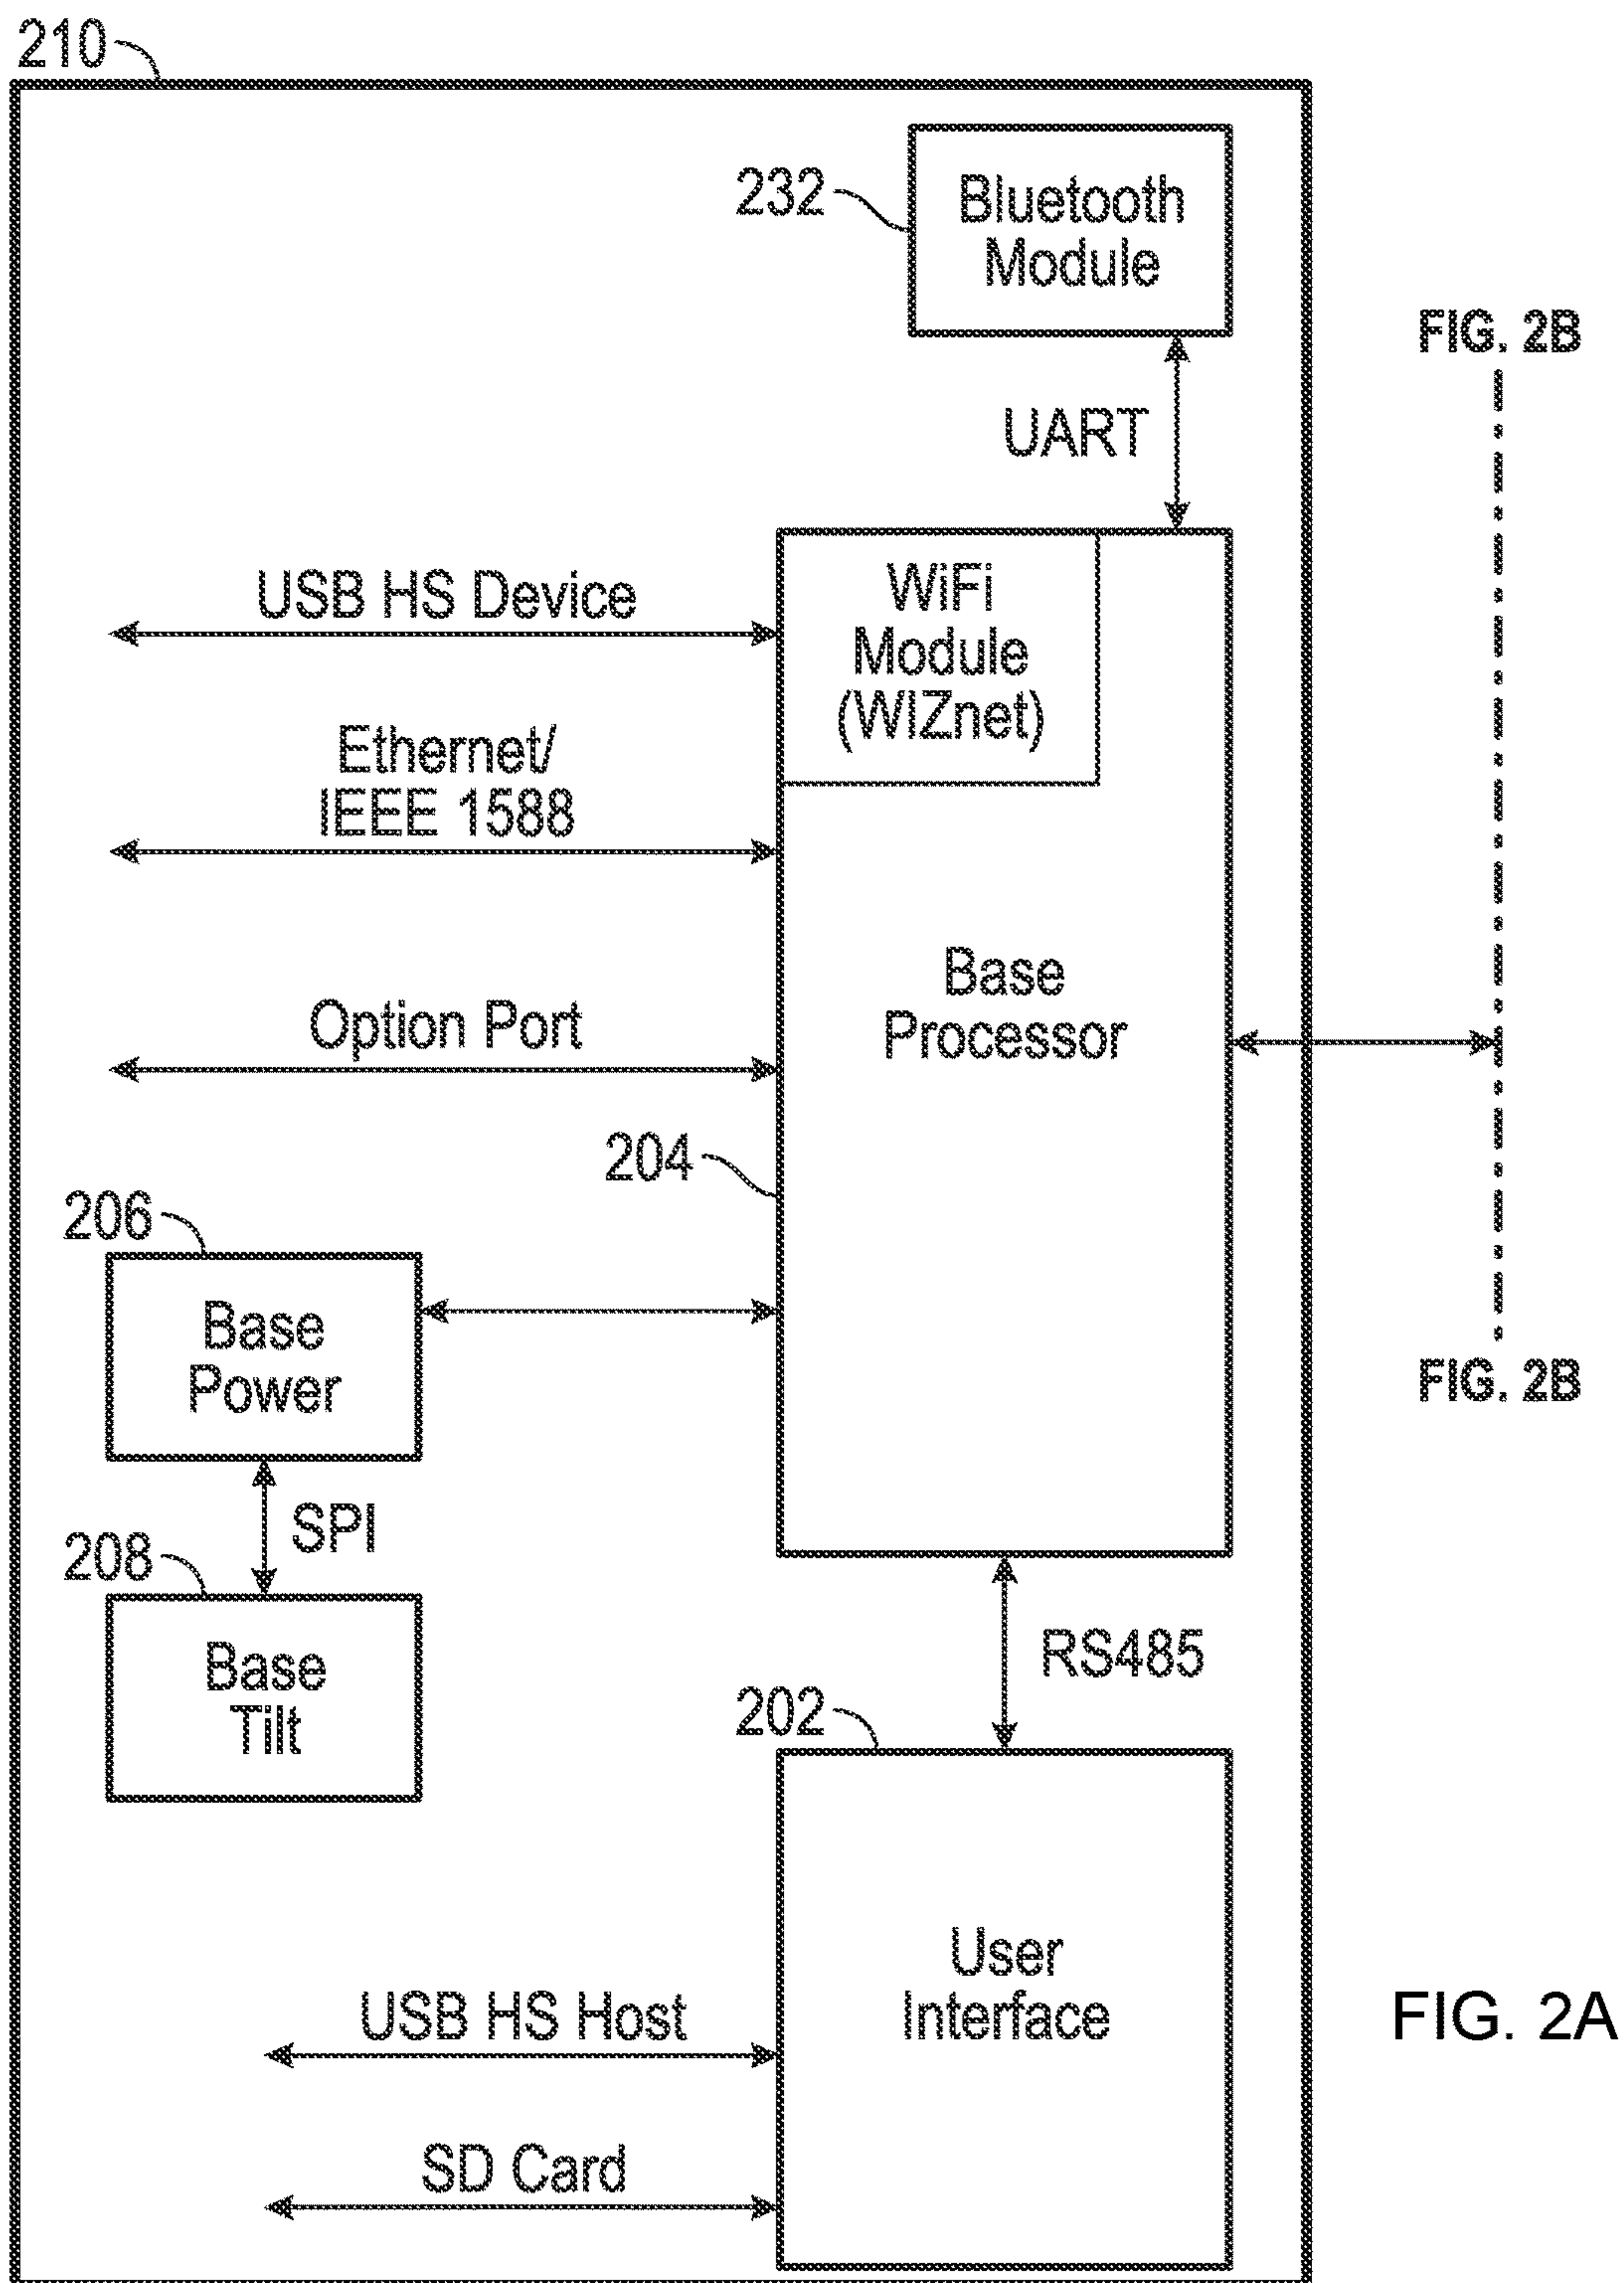 210
232
Bluetooth
Module
FIG. 2B
UART
USB HS Device
WiFi
Module
(WIZnet)
Ethernet/
IEEE 1588
Base
Processor
Option Port
204
206
Base
Power
FIG. 2B
SPI
208
Base
Tilt
RS485
202
User
Interface
USB HS Host
FIG. 2A
SD Card